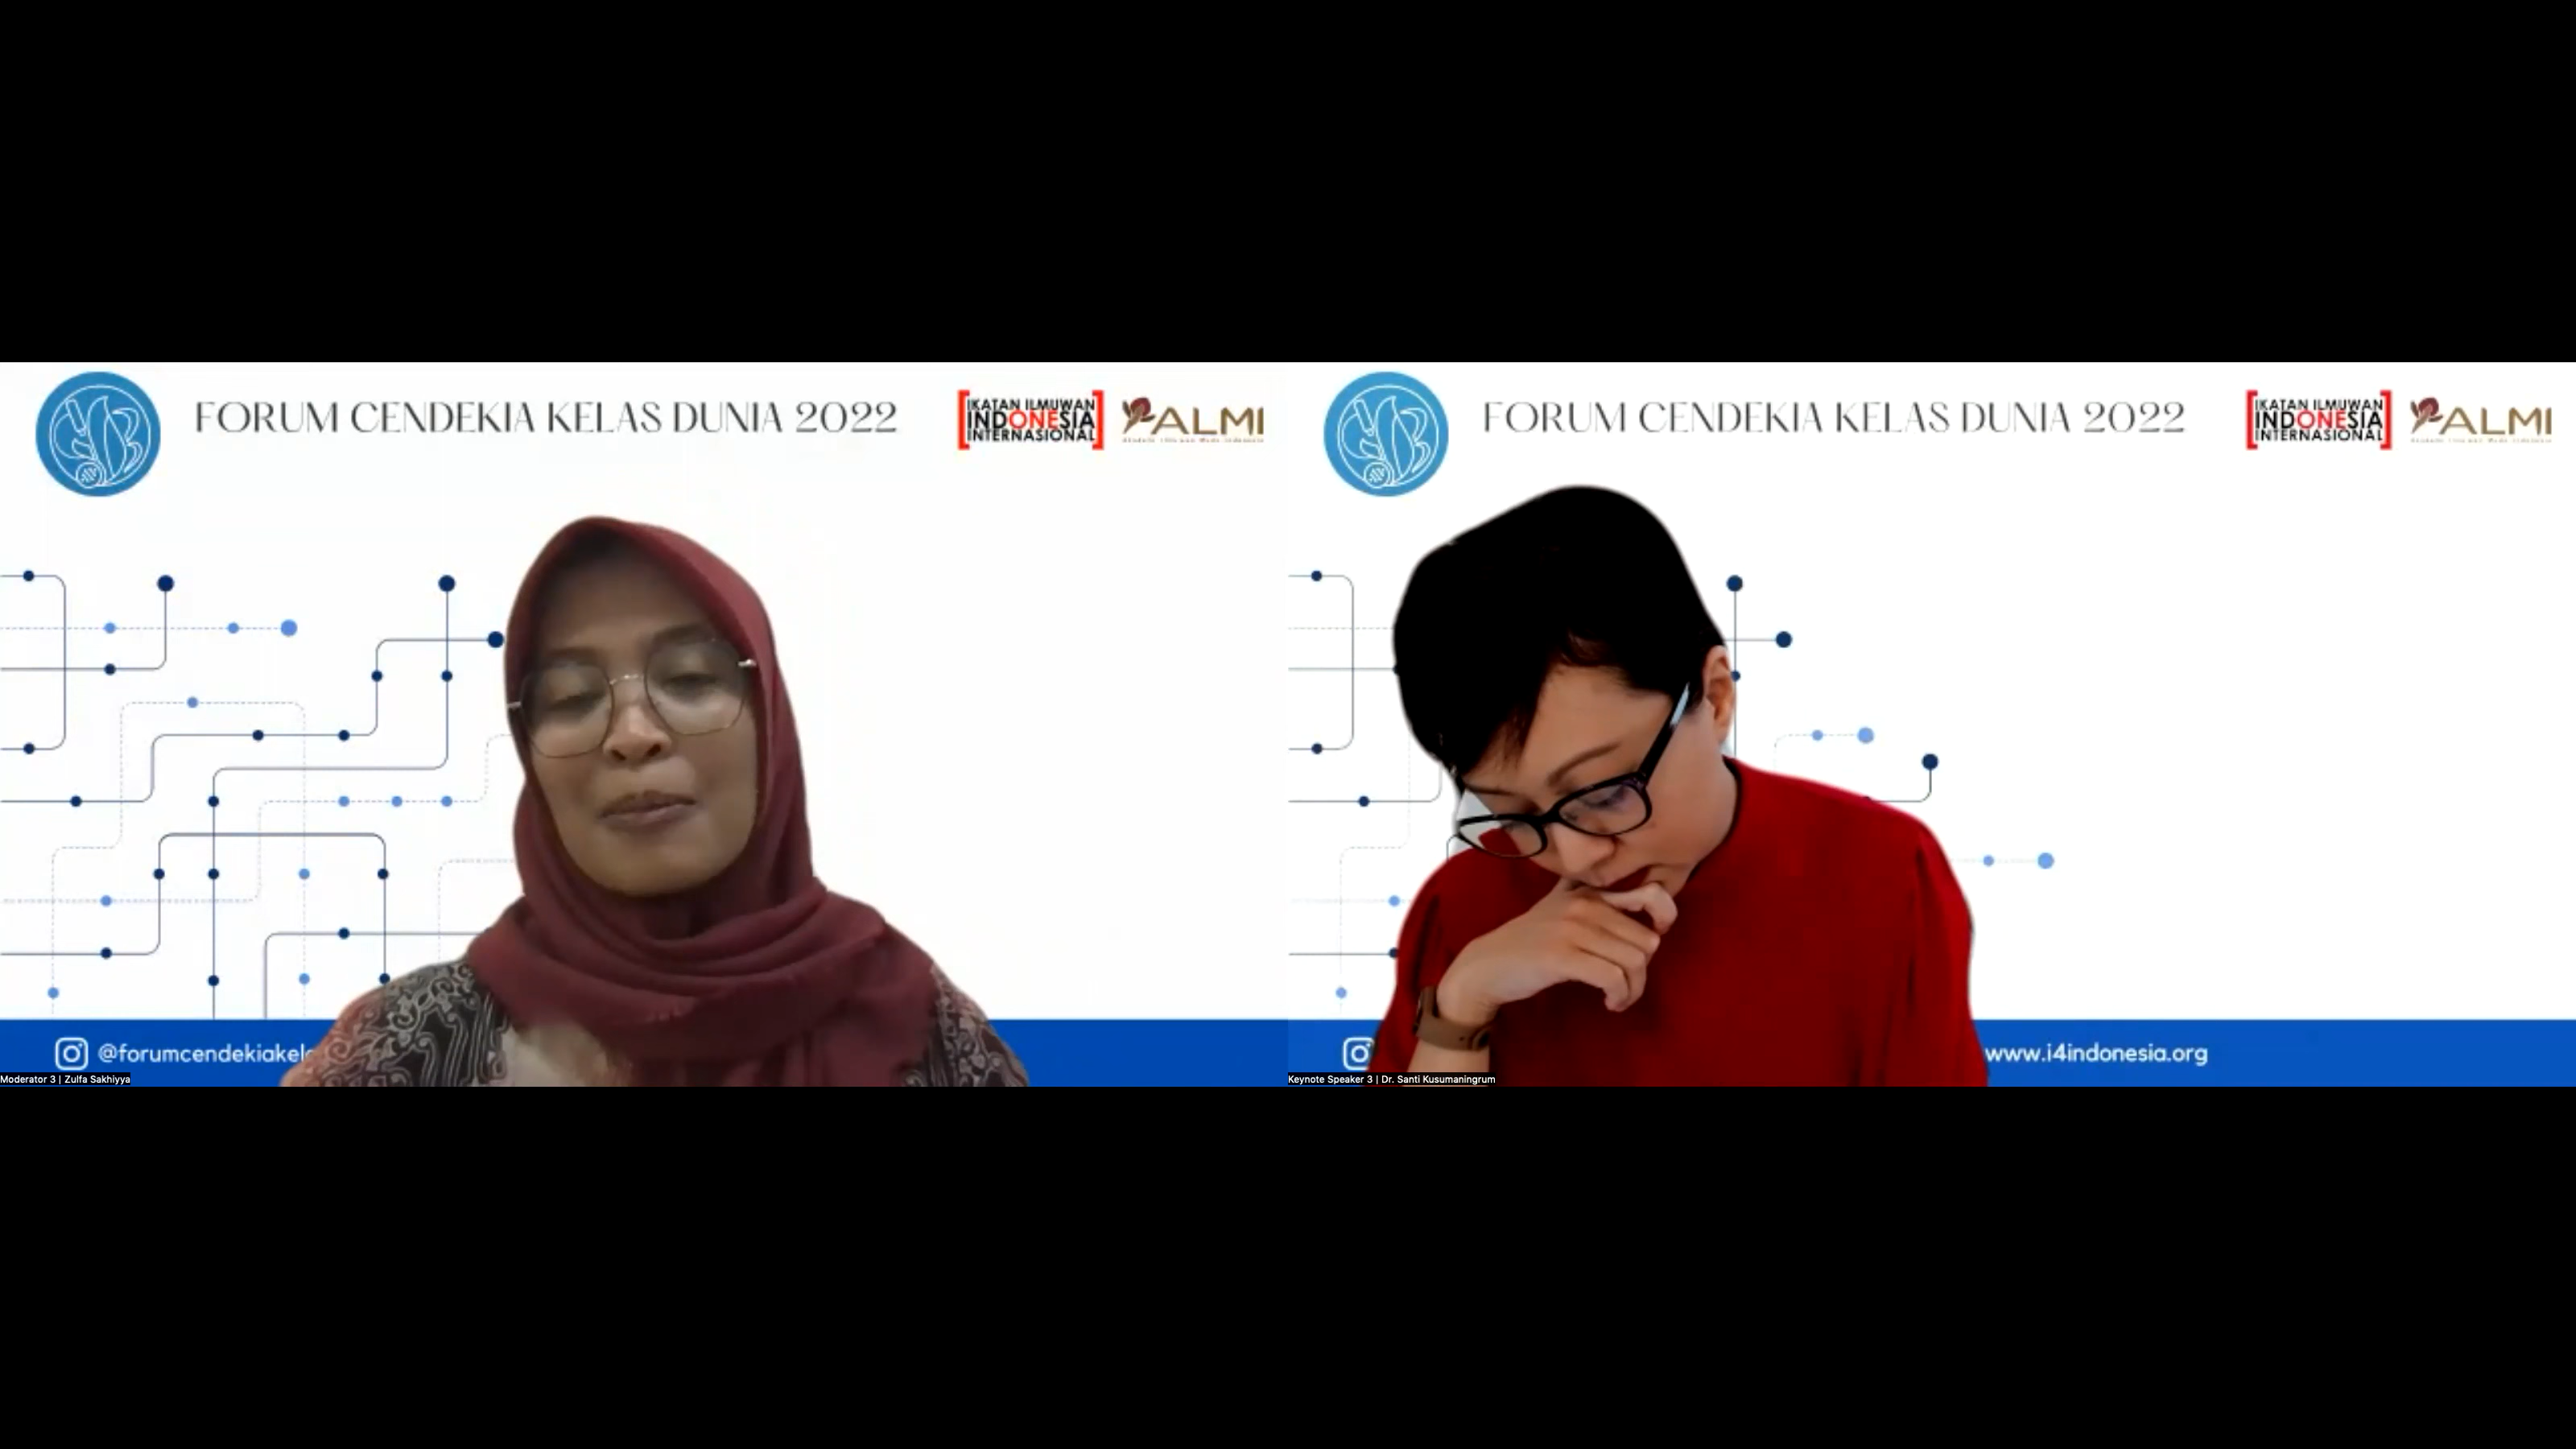 FORUM CENDEKIA KELAS DUNIA 2022
IKATAN ILMUWAN
INDONESIA
INTERNASIONAL
ALMI
@forumcendekiakela
Moderator 3 | Zulfa Sakhiyya
FORUM CENDEKIA KELAS DUNIA 2022
IKATAN ILMUWAN
INDONESIA
INTERNASIONAL
ALMI
www.i4indonesia.org
Keynote Speaker 3 | Dr. Santi Kusumaningrum